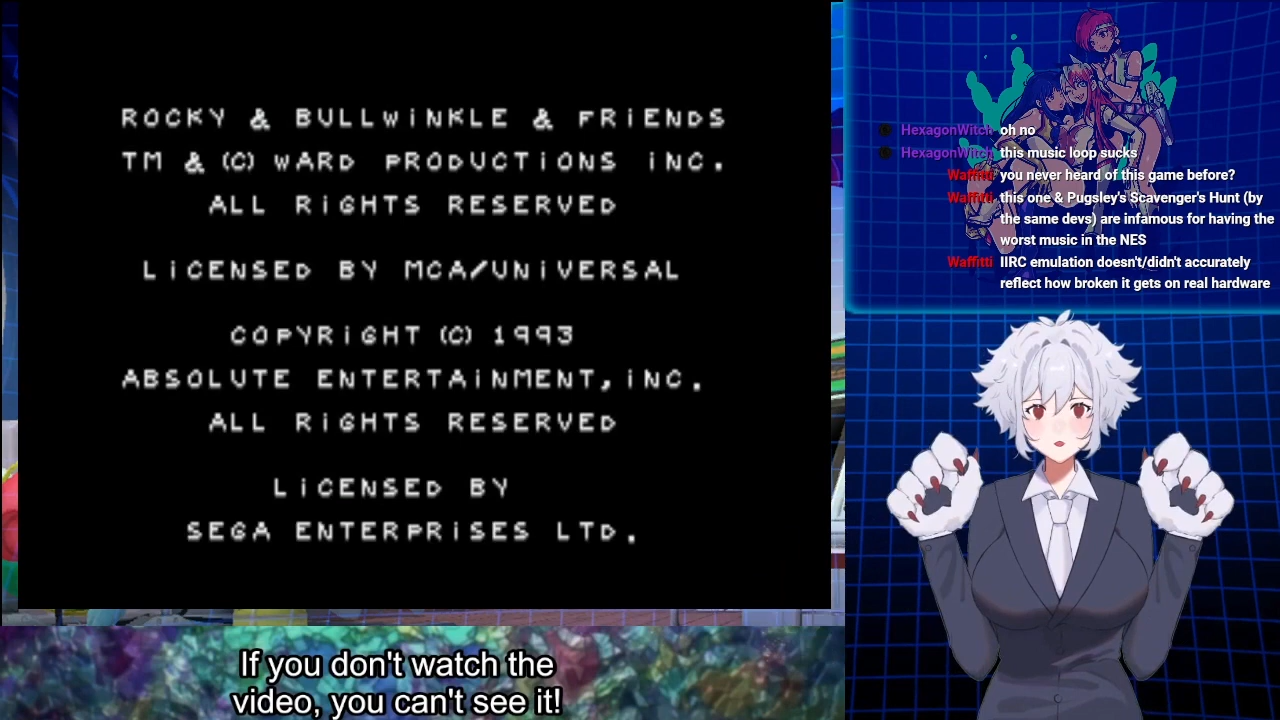 ROCKY & BULLWiNKLE & FRiENDS
TM & (C) WARD PRODUCTiONS iNC.
ALL RiGHTS RESERVED
LiCENSED BY MCA/UNiVERSAL
COPYRiGHT (C) 1993
ABSOLUTE ENTERTAiNMENT, iNC.
ALL RiGHTS RESERVED
LiCENSED BY
SEGA ENTERPRiSES LTD.
HexagonWitch oh no
HexagonWitch this music loop sucks
Waffitti you never heard of this game before?
Waffitti this one & Pugsley's Scavenger's Hunt (by
the same devs) are infamous for having the
worst music in the NES
Waffitti IIRC emulation doesn't/didn't accurately
reflect how broken it gets on real hardware
If you don't watch the
video, you can't see it!